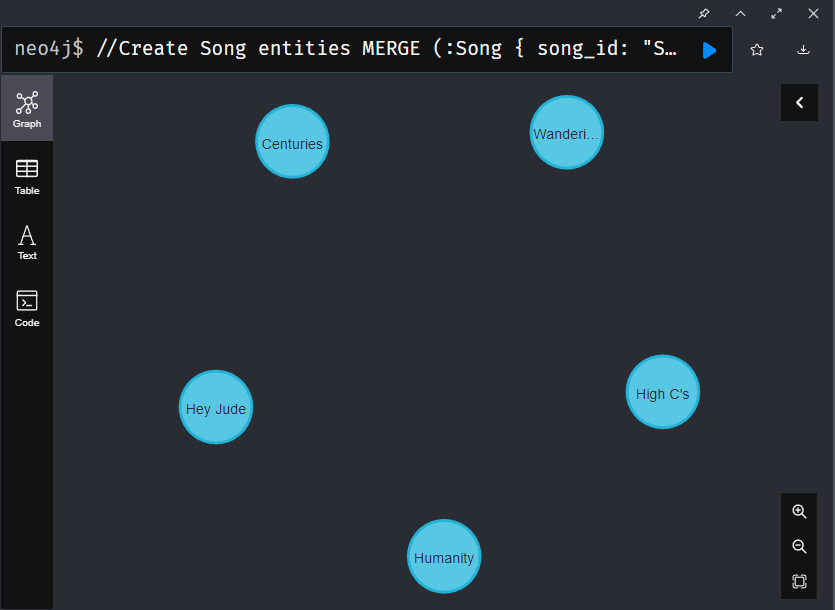 neo4j$ //Create Song entities MERGE (:Song { song_id: "S…
Graph
Table
Text
Code
Centuries
Wanderi…
Hey Jude
High C's
Humanity